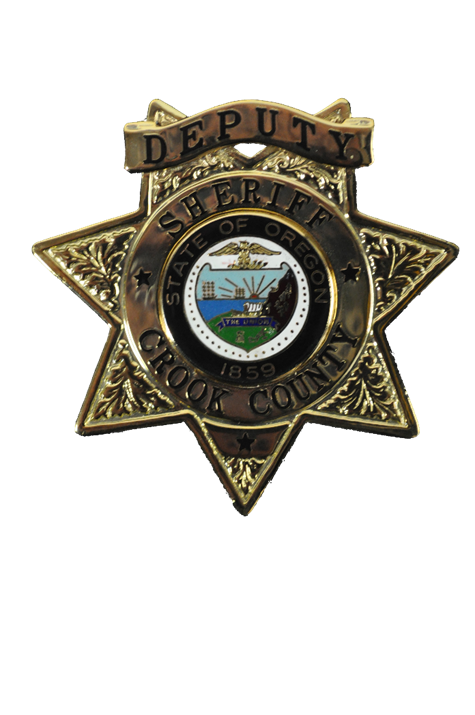 DEPUTY
SHERIFF
STATE OF OREGON
THE UNION
1859
CROOK COUNTY